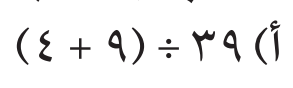 أ) ٣٩ ÷ (٩ + ٤)